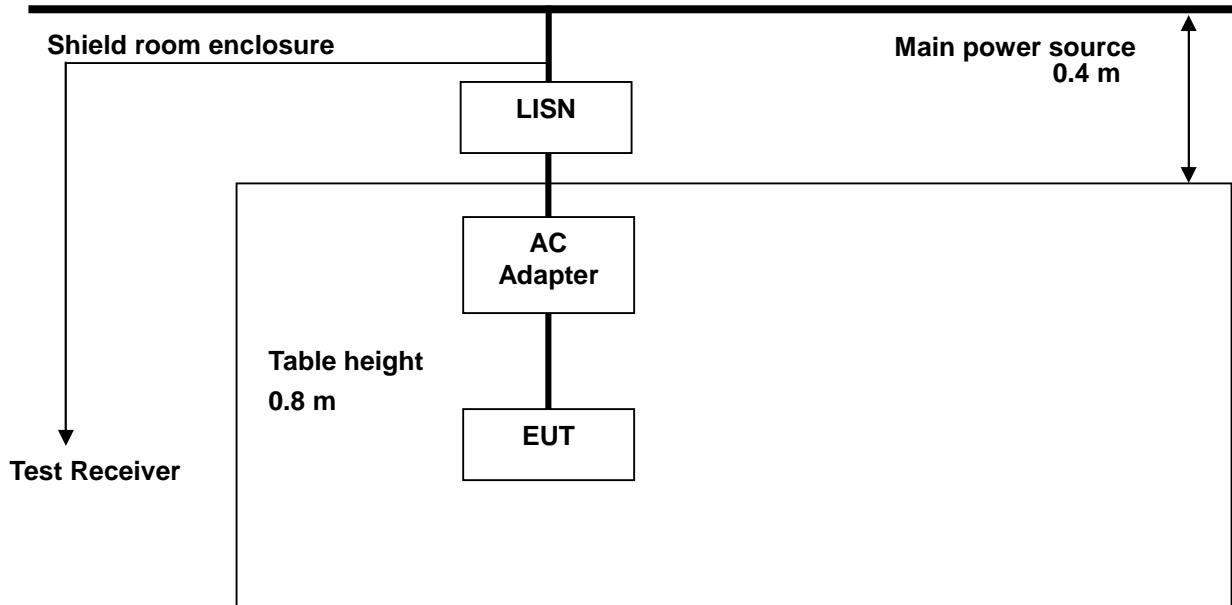 Shield room enclosure
Main power source
0.4 m
LISN
AC
Adapter
Table height
0.8 m
EUT
Test Receiver